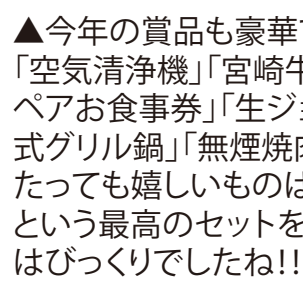 ▲今年の賞品も豪華
「空気清浄機」「宮崎牛
ペアお食事券」「生ジ
式グリル鍋」「無煙焼肉
たっても嬉しいものは
という最高のセットを
はびっくりでしたね!!